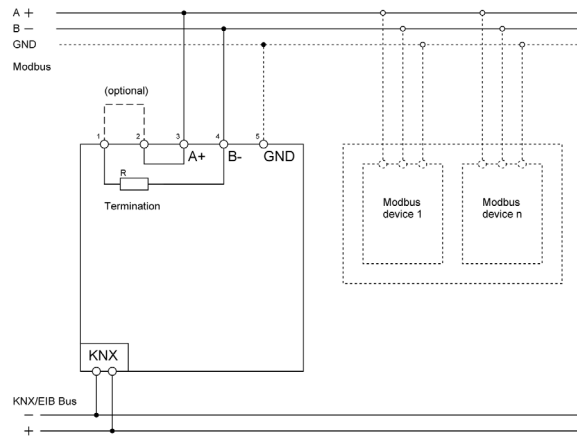 A +
B −
GND
Modbus
(optional)
1 2 3 4 5
A+ B- GND
R
Termination
Modbus
device 1
Modbus
device n
KNX
KNX/EIB Bus
−
+